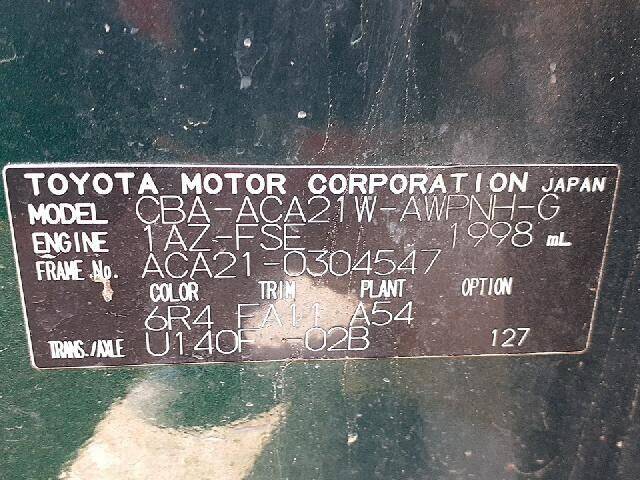 TOYOTA MOTOR CORPORATION JAPAN
MODEL CBA-ACA21W-AWPNH-G
ENGINE 1AZ-FSE 1998 mL
FRAME No. ACA21-0304547
COLOR TRIM PLANT OPTION
6R4 FA11 A54
TRANS./AXLE U140F -02B 127